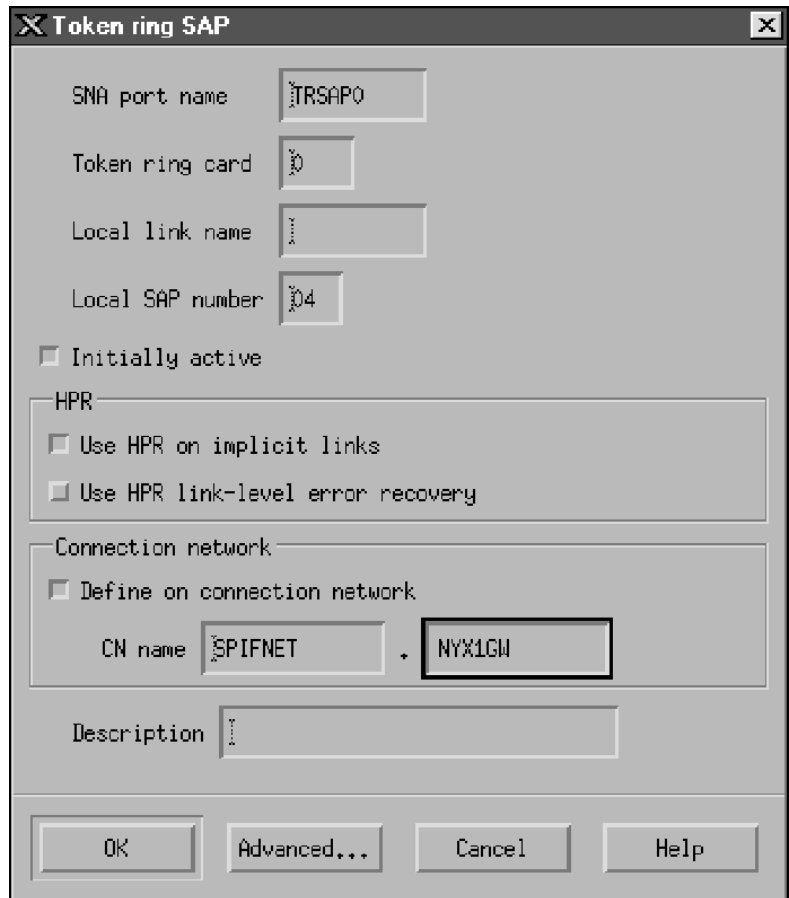 Token ring SAP
SNA port name TRSAP0
Token ring card 0
Local link name
Local SAP number 04
Initially active
HPR
Use HPR on implicit links
Use HPR link-level error recovery
Connection network
Define on connection network
CN name SPIFNET . NYX1GW
Description
OK Advanced... Cancel Help